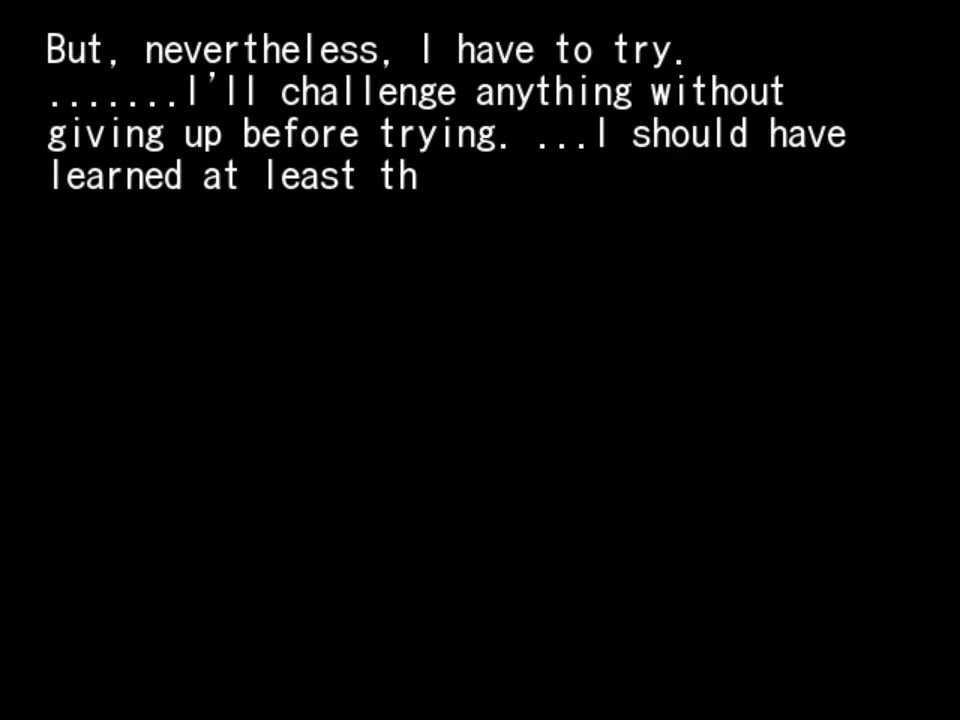 But, nevertheless, I have to try.
.......I'll challenge anything without
giving up before trying. ...I should have
learned at least th